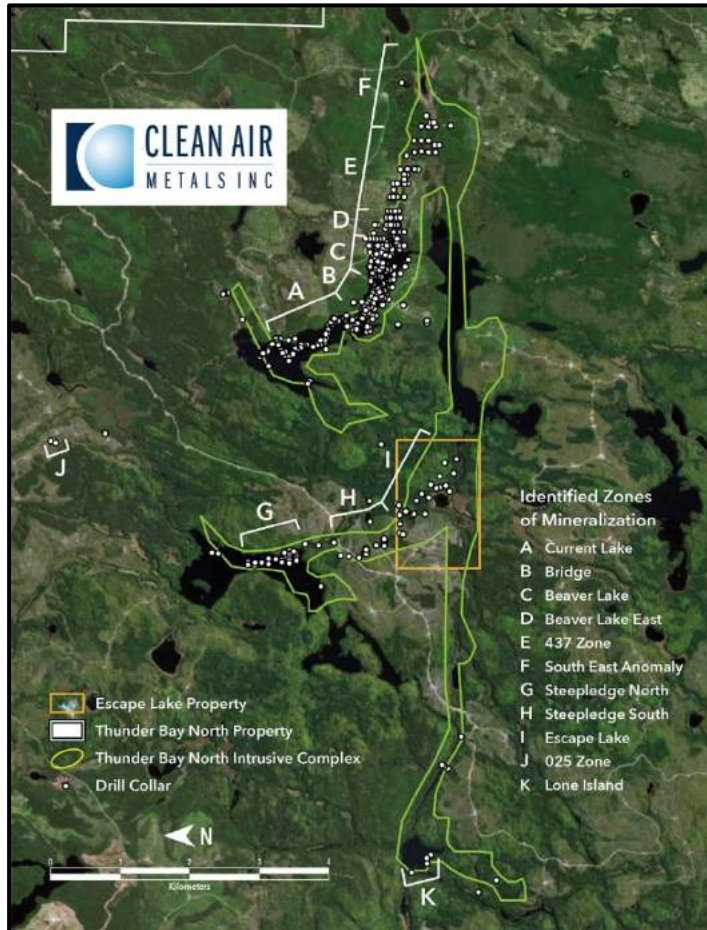 CLEAN AIR
METALS INC
F
E
D
C
B
A
J
I
H
G
Identified Zones
of Mineralization
A Current Lake
B Bridge
C Beaver Lake
D Beaver Lake East
E 437 Zone
F South East Anomaly
G Steepledge North
H Steepledge South
I Escape Lake
J 025 Zone
K Lone Island
Escape Lake Property
Thunder Bay North Property
Thunder Bay North Intrusive Complex
Drill Collar
N
0 1 2 3 4
Kilometers
K